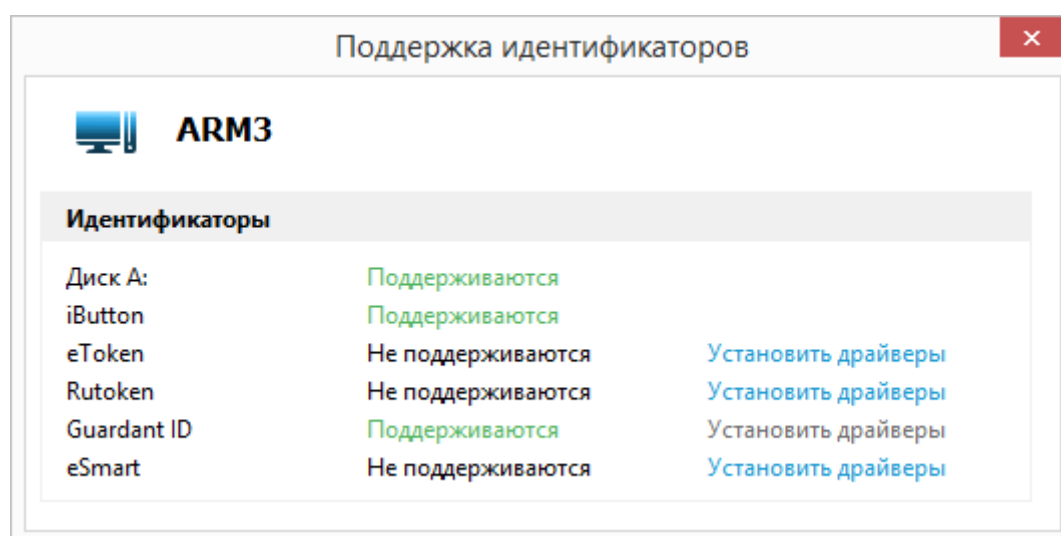 Поддержка идентификаторов
ARM3
Идентификаторы
Диск A: Поддерживаются
iButton Поддерживаются
eToken Не поддерживаются Установить драйверы
Rutoken Не поддерживаются Установить драйверы
Guardant ID Поддерживаются Установить драйверы
eSmart Не поддерживаются Установить драйверы